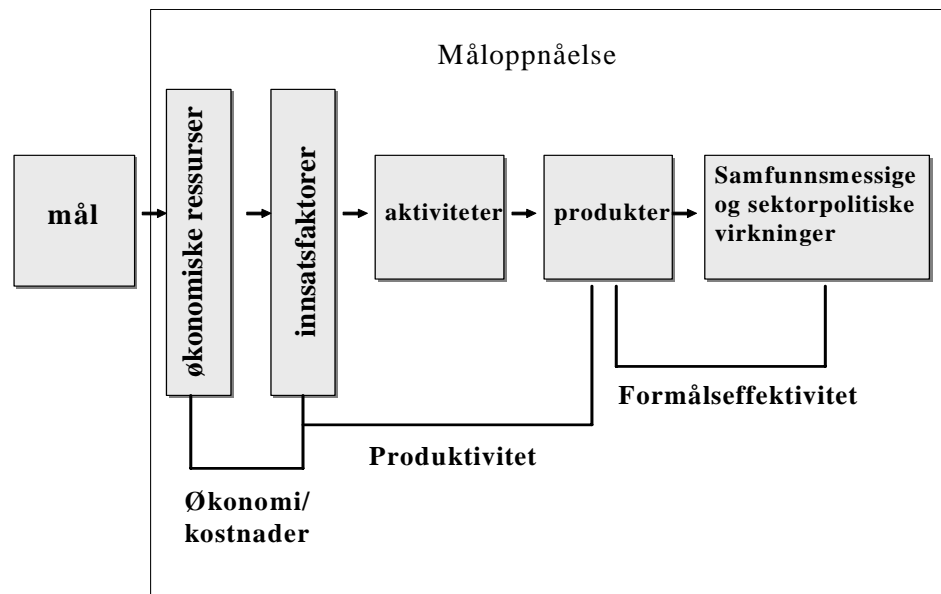 Måloppnåelse
mål
økonomiske ressurser
innsatsfaktorer
aktiviteter
produkter
Samfunnsmessige
og sektorpolitiske
virkninger
Formålseffektivitet
Produktivitet
Økonomi/
kostnader